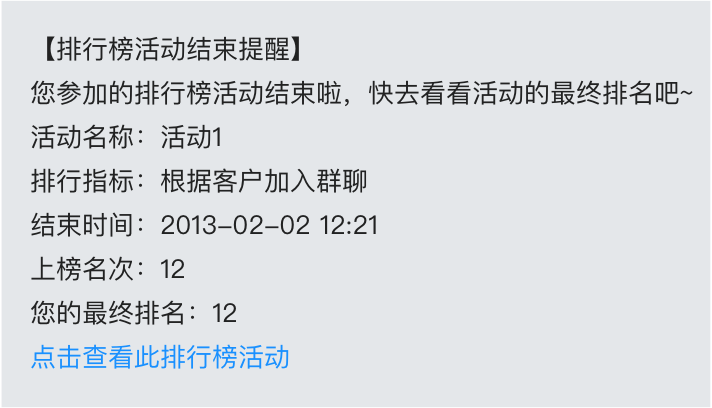 【排行榜活动结束提醒】
您参加的排行榜活动结束啦，快去看看活动的最终排名吧~
活动名称：活动1
排行指标：根据客户加入群聊
结束时间：2013-02-02 12:21
上榜名次：12
您的最终排名：12
点击查看此排行榜活动